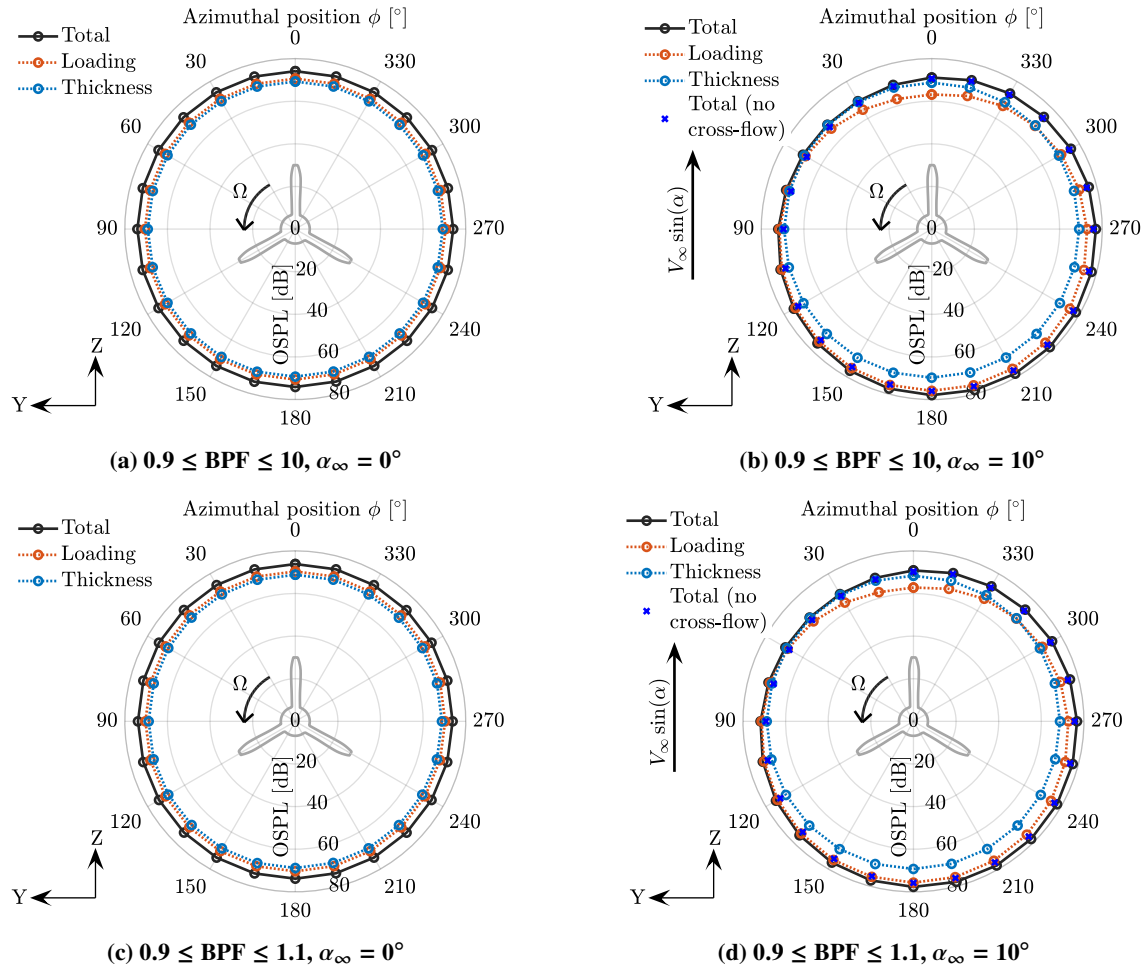 Azimuthal position ϕ [°]
Total
Loading
Thickness
0
30
330
60
300
90
270
120
240
150
210
180
Ω
0
20
40
60
80
OSPL [dB]
Z
Y
(a) 0.9 ≤ BPF ≤ 10, α∞ = 0°
Azimuthal position ϕ [°]
Total
Loading
Thickness
Total (no
cross-flow)
0
30
330
300
90
270
120
240
150
210
180
V∞ sin(α)
Ω
0
20
40
60
80
OSPL [dB]
Z
Y
(b) 0.9 ≤ BPF ≤ 10, α∞ = 10°
Azimuthal position ϕ [°]
Total
Loading
Thickness
0
30
330
60
300
90
270
120
240
150
210
180
Ω
0
20
40
60
80
OSPL [dB]
Z
Y
(c) 0.9 ≤ BPF ≤ 1.1, α∞ = 0°
Azimuthal position ϕ [°]
Total
Loading
Thickness
Total (no
cross-flow)
0
30
330
300
90
270
120
240
150
210
180
V∞ sin(α)
Ω
0
20
40
60
80
OSPL [dB]
Z
Y
(d) 0.9 ≤ BPF ≤ 1.1, α∞ = 10°